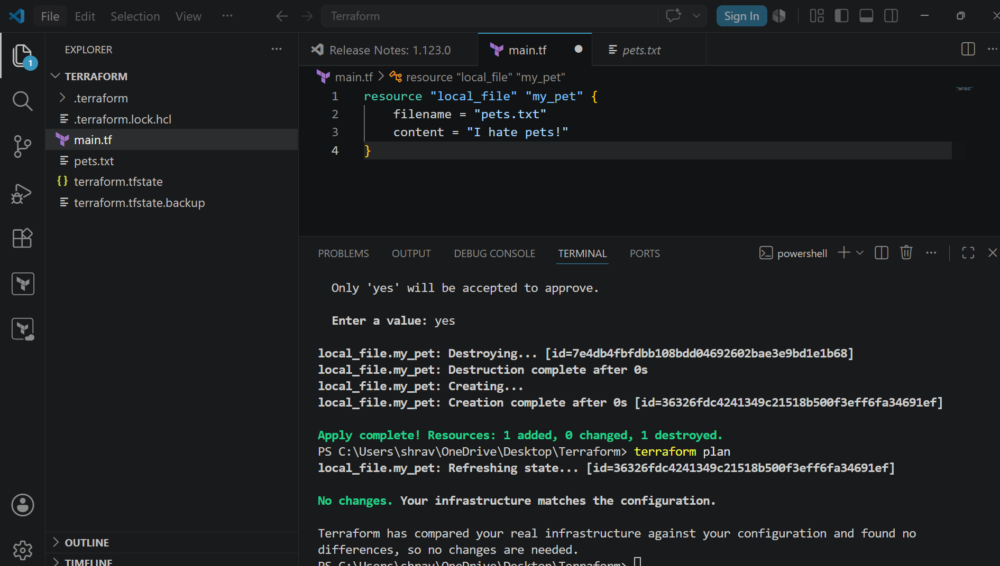 File Edit Selection View ··· Terraform Sign In
EXPLORER ···
1
TERRAFORM
.terraform
.terraform.lock.hcl
main.tf
pets.txt
{} terraform.tfstate
terraform.tfstate.backup
OUTLINE
TIMELINE
Release Notes: 1.123.0 main.tf pets.txt ···
main.tf > resource "local_file" "my_pet"
1 resource "local_file" "my_pet" {
2 filename = "pets.txt"
3 content = "I hate pets!"
4 }
PROBLEMS OUTPUT DEBUG CONSOLE TERMINAL PORTS powershell ···
Only 'yes' will be accepted to approve.
Enter a value: yes
local_file.my_pet: Destroying... [id=7e4db4fbfdbb108bdd04692602bae3e9bd1e1b68]
local_file.my_pet: Destruction complete after 0s
local_file.my_pet: Creating...
local_file.my_pet: Creation complete after 0s [id=36326fdc4241349c21518b500f3eff6fa34691ef]
Apply complete! Resources: 1 added, 0 changed, 1 destroyed.
PS C:\Users\shrav\OneDrive\Desktop\Terraform> terraform plan
local_file.my_pet: Refreshing state... [id=36326fdc4241349c21518b500f3eff6fa34691ef]
No changes. Your infrastructure matches the configuration.
Terraform has compared your real infrastructure against your configuration and found no
differences, so no changes are needed.
PS C:\Users\shrav\OneDrive\Desktop\Terraform>